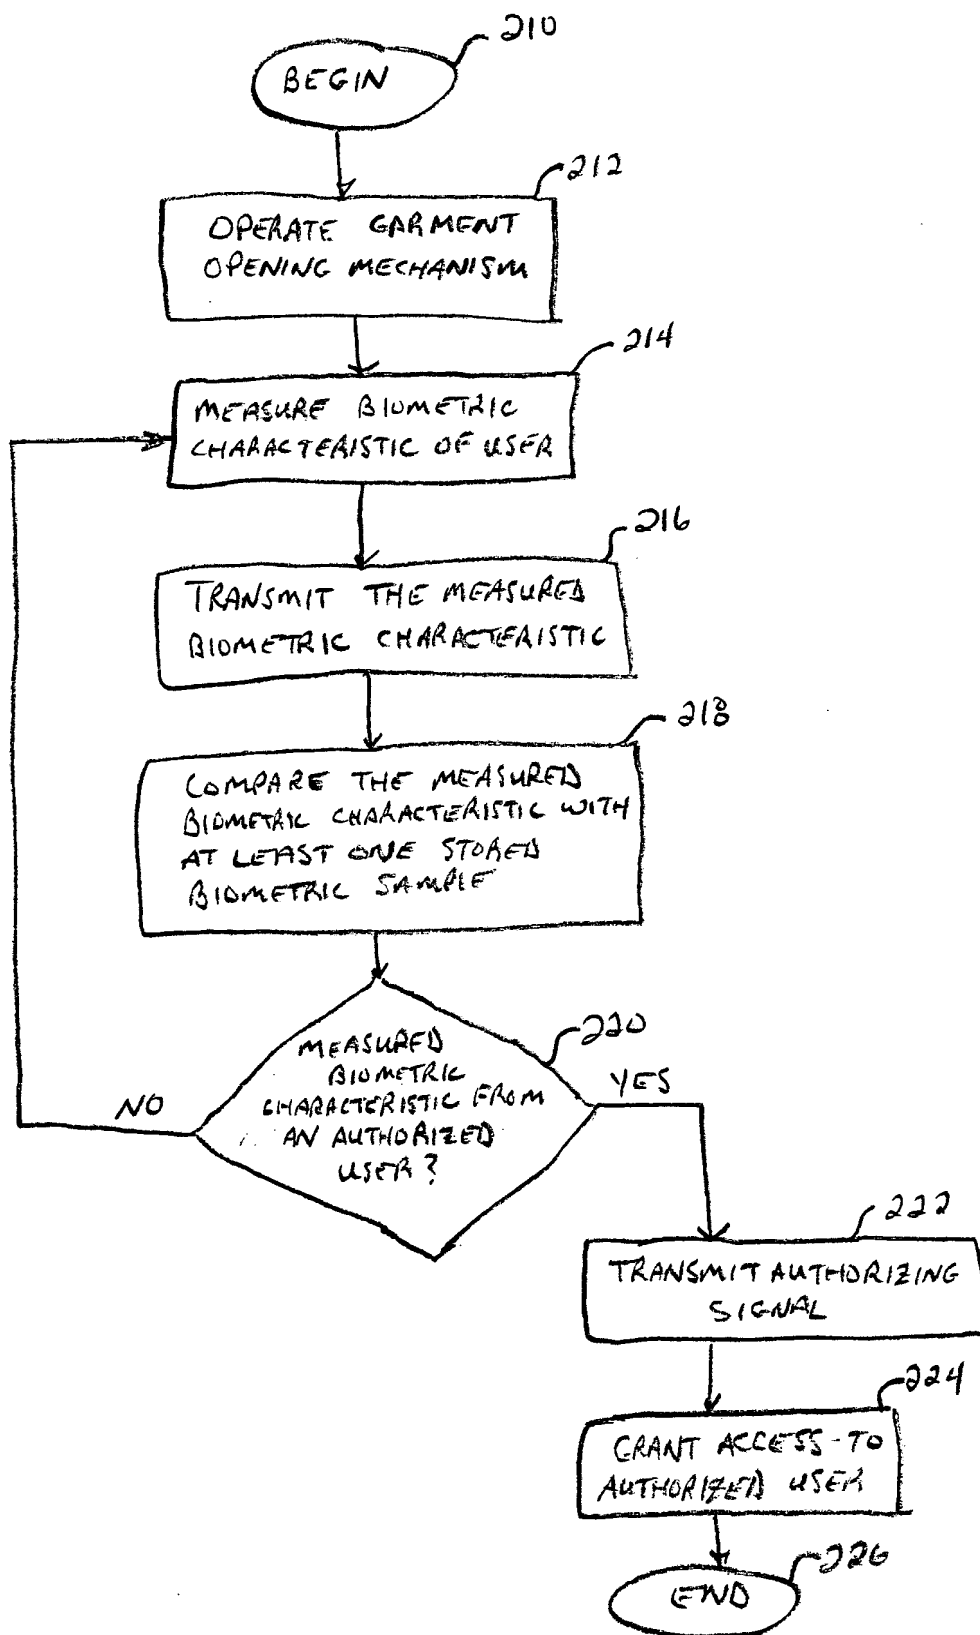 210
BEGIN
212
OPERATE GARMENT
OPENING MECHANISM
214
MEASURE BIOMETRIC
CHARACTERISTIC OF USER
216
TRANSMIT THE MEASURED
BIOMETRIC CHARACTERISTIC
218
COMPARE THE MEASURED
BIOMETRIC CHARACTERISTIC WITH
AT LEAST ONE STORED
BIOMETRIC SAMPLE
220
MEASURED
BIOMETRIC
CHARACTERISTIC FROM
AN AUTHORIZED
USER?
NO
YES
222
TRANSMIT AUTHORIZING
SIGNAL
224
GRANT ACCESS TO
AUTHORIZED USER
226
END